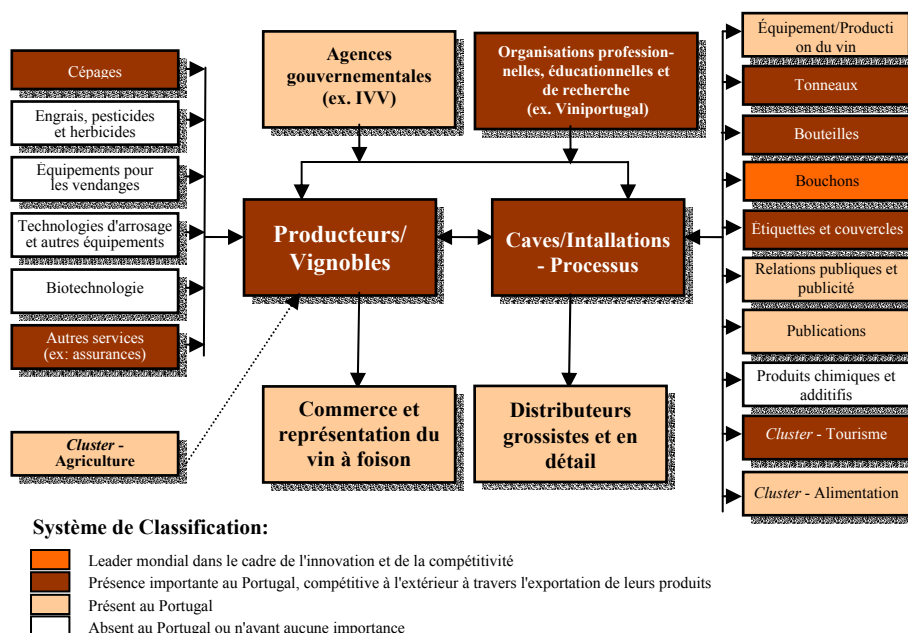 Cépages
Engrais, pesticides
et herbicides
Équipements pour
les vendanges
Technologies d'arrosage
et autres équipements
Biotechnologie
Autres services
(ex: assurances)
Cluster -
Agriculture
Agences
gouvernementales
(ex. IVV)
Organisations profession-
nelles, éducationnelles et
de recherche
(ex. Viniportugal)
Producteurs/
Vignobles
Caves/Intallations
- Processus
Commerce et
représentation du
vin à foison
Distributeurs
grossistes et en
détail
Équipement/Producti
on du vin
Tonneaux
Bouteilles
Bouchons
Étiquettes et couvercles
Relations publiques et
publicité
Publications
Produits chimiques et
additifis
Cluster - Tourisme
Cluster - Alimentation
Système de Classification:
Leader mondial dans le cadre de l'innovation et de la compétitivité
Présence importante au Portugal, compétitive à l'extérieur à travers l'exportation de leurs produits
Présent au Portugal
Absent au Portugal ou n'ayant aucune importance